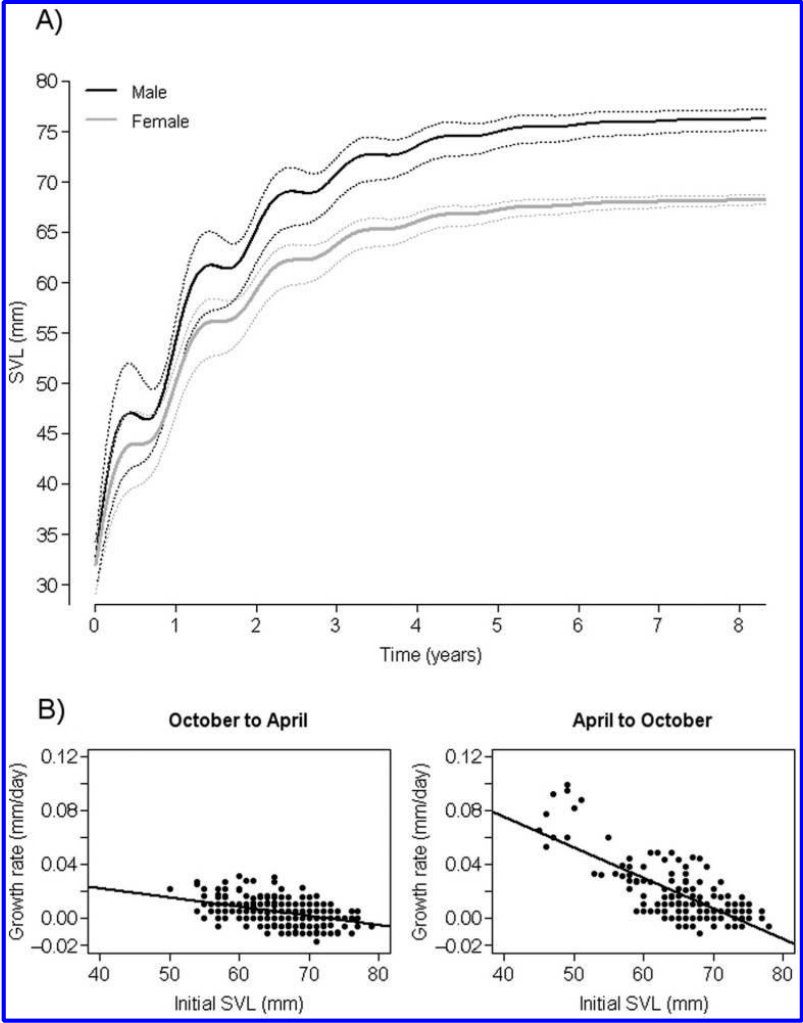 A)
80
75
70
65
60
55
50
45
40
35
30
SVL (mm)
Male
Female
0 1 2 3 4 5 6 7 8
Time (years)
B)
October to April
0.12
0.08
0.04
0.00
–0.02
Growth rate (mm/day)
40 50 60 70 80
Initial SVL (mm)
April to October
0.12
0.08
0.04
0.00
–0.02
Growth rate (mm/day)
40 50 60 70 80
Initial SVL (mm)